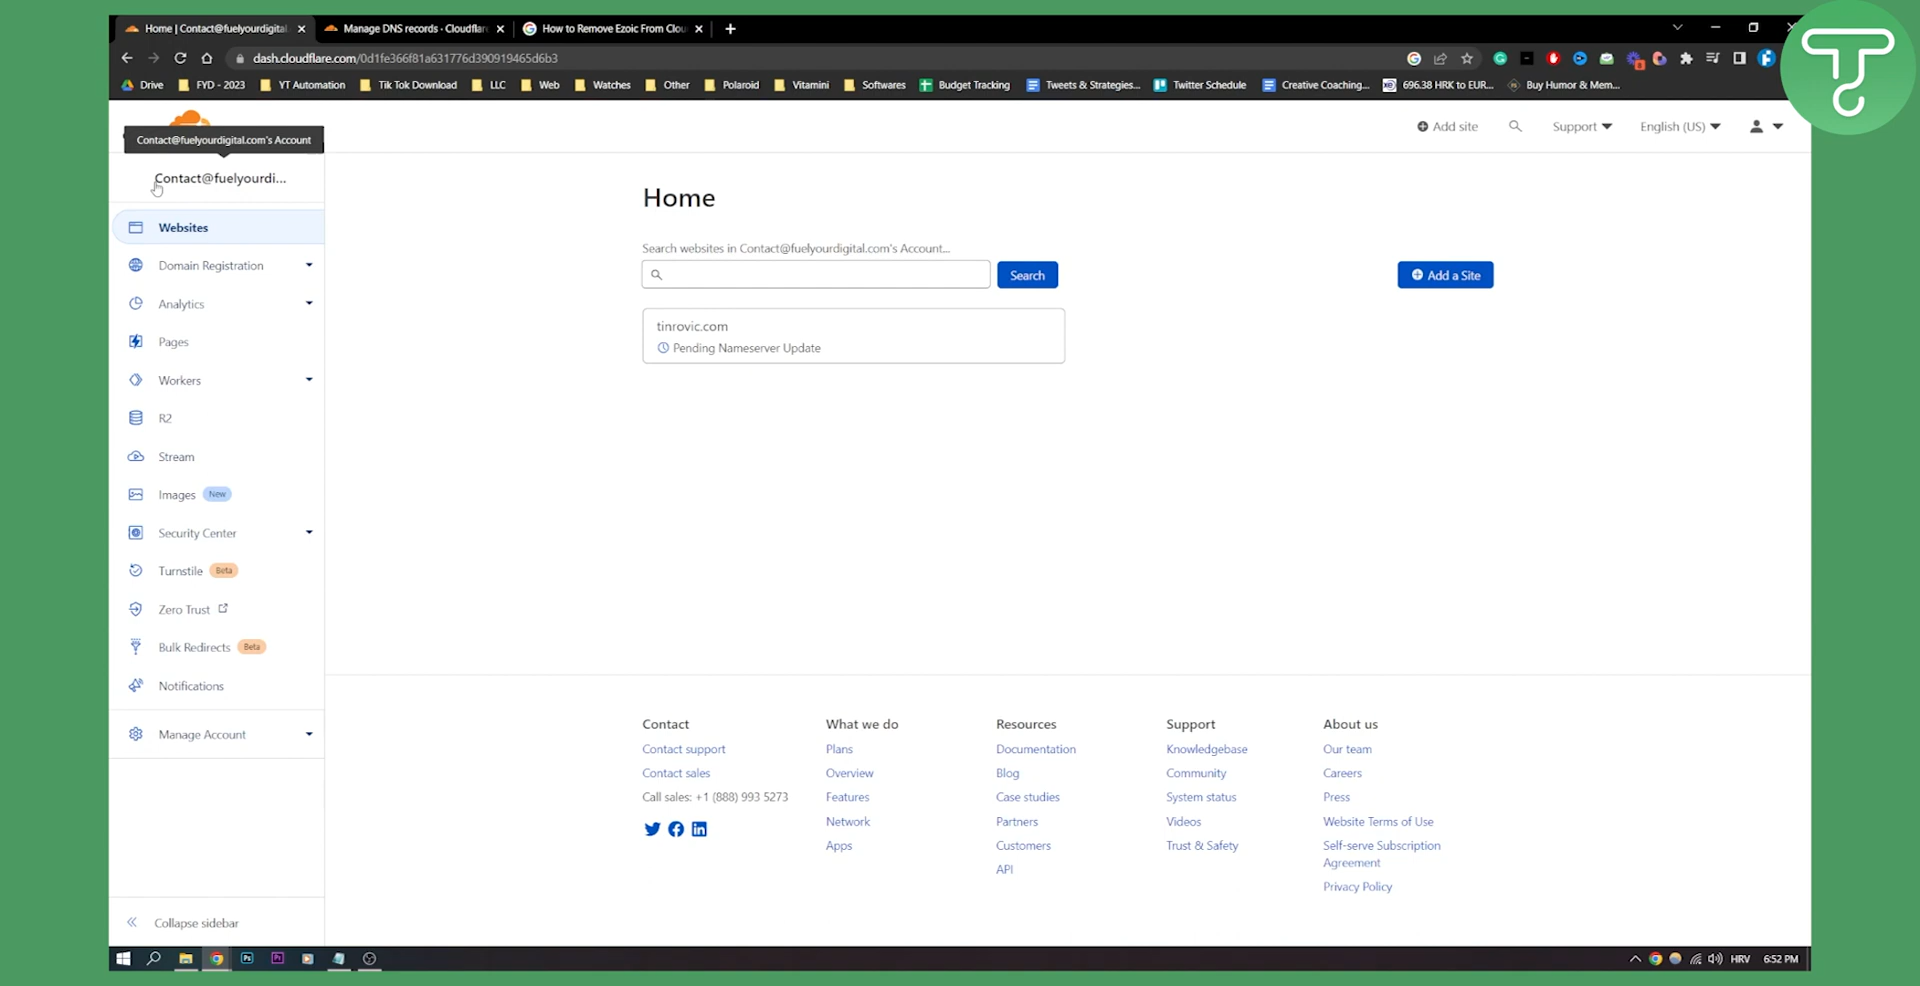 Home | Contact@fuelyourdigital.
Manage DNS records · Cloudflare
How to Remove Ezoic From Clou
dash.cloudflare.com/0d1fe366f81a631776d390919465d6b3
Drive
FYD - 2023
YT Automation
Tik Tok Download
LLC
Web
Watches
Other
Polaroid
Vitamini
Softwares
Budget Tracking
Tweets & Strategies...
Twitter Schedule
Creative Coaching...
696.38 HRK to EUR...
Buy Humor & Mem...
Add site
Support
English (US)
Contact@fuelyourdigital.com's Account
Contact@fuelyourdi...
Websites
Domain Registration
Analytics
Pages
Workers
R2
Stream
Images New
Security Center
Turnstile Beta
Zero Trust
Bulk Redirects Beta
Notifications
Manage Account
Collapse sidebar
Home
Search websites in Contact@fuelyourdigital.com's Account...
Search
Add a Site
tinrovic.com
Pending Nameserver Update
Contact
Contact support
Contact sales
Call sales: +1 (888) 993 5273
What we do
Plans
Overview
Features
Network
Apps
Resources
Documentation
Blog
Case studies
Partners
Customers
API
Support
Knowledgebase
Community
System status
Videos
Trust & Safety
About us
Our team
Careers
Press
Website Terms of Use
Self-serve Subscription
Agreement
Privacy Policy
Ps
Pr
HRV
6:52 PM